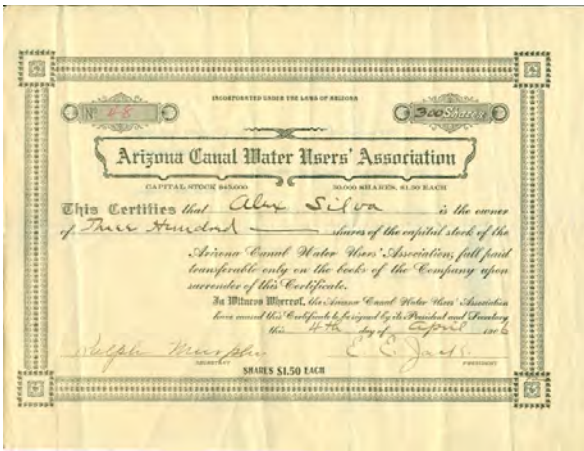 INCORPORATED UNDER THE LAWS OF ARIZONA
Nº 48 300 Shares
Arizona Canal Water Users' Association
CAPITAL STOCK $45,000 30,000 SHARES, $1.50 EACH
This Certifies that Alex Silva is the owner
of Three Hundred shares of the capital stock of the
Arizona Canal Water Users' Association, full paid
transferable only on the books of the Company upon
surrender of this Certificate.
In Witness Whereof, the Arizona Canal Water Users' Association
have caused this Certificate to be signed by its President and Secretary
this 4th day of April 1906
Ralph Murphy E. E. Jack
SECRETARY PRESIDENT
SHARES $1.50 EACH